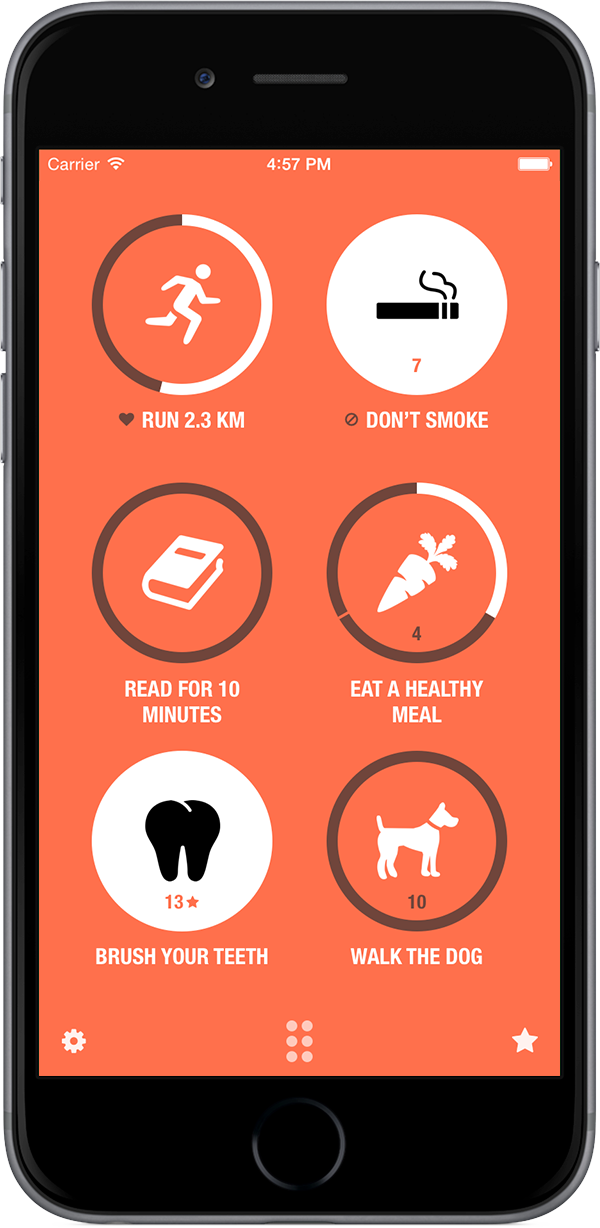 Carrier 4:57 PM
7
RUN 2.3 KM
DON'T SMOKE
4
READ FOR 10
MINUTES
EAT A HEALTHY
MEAL
13
10
BRUSH YOUR TEETH
WALK THE DOG